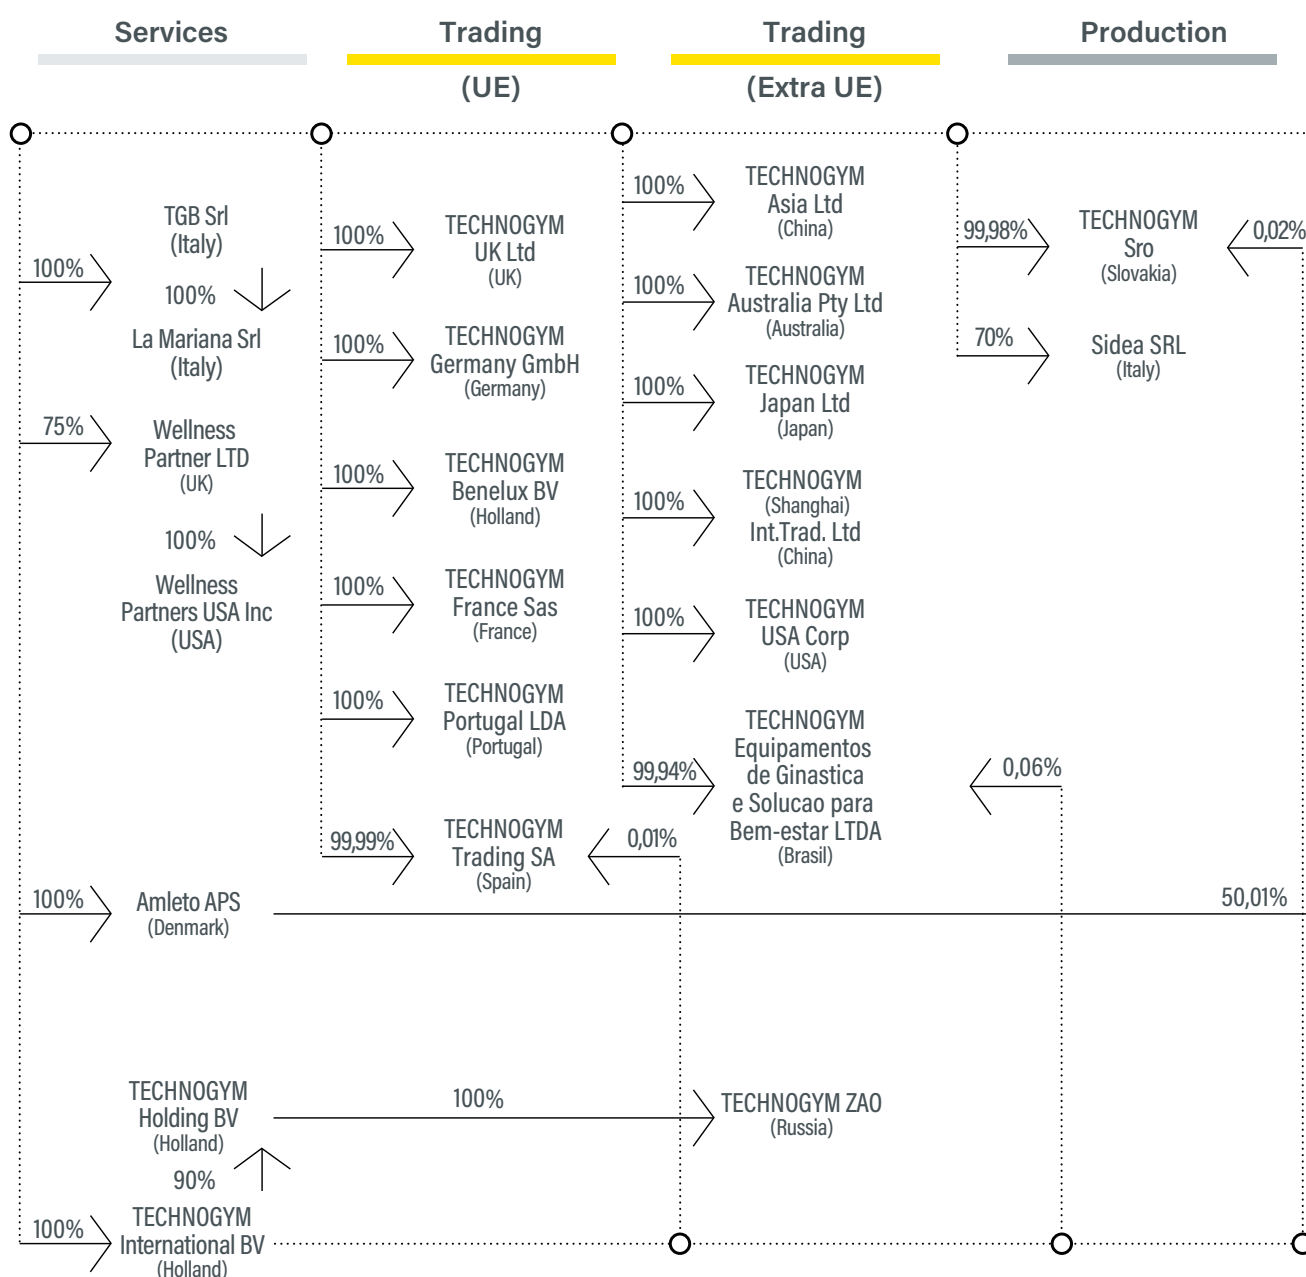 Services
Trading
(UE)
Trading
(Extra UE)
Production
100%
TGB Srl
(Italy)
100%
La Mariana Srl
(Italy)
75%
Wellness
Partner LTD
(UK)
100%
Wellness
Partners USA Inc
(USA)
100%
Amleto APS
(Denmark)
50,01%
TECHNOGYM
Holding BV
(Holland)
90%
100%
TECHNOGYM
International BV
(Holland)
100%
TECHNOGYM
UK Ltd
(UK)
100%
TECHNOGYM
Germany GmbH
(Germany)
100%
TECHNOGYM
Benelux BV
(Holland)
100%
TECHNOGYM
France Sas
(France)
100%
TECHNOGYM
Portugal LDA
(Portugal)
99,99%
TECHNOGYM
Trading SA
(Spain)
0,01%
100%
TECHNOGYM
Asia Ltd
(China)
100%
TECHNOGYM
Australia Pty Ltd
(Australia)
100%
TECHNOGYM
Japan Ltd
(Japan)
100%
TECHNOGYM
(Shanghai)
Int.Trad. Ltd
(China)
100%
TECHNOGYM
USA Corp
(USA)
99,94%
TECHNOGYM
Equipamentos
de Ginastica
e Solucao para
Bem-estar LTDA
(Brasil)
0,06%
100%
TECHNOGYM ZAO
(Russia)
99,98%
TECHNOGYM
Sro
(Slovakia)
0,02%
70%
Sidea SRL
(Italy)